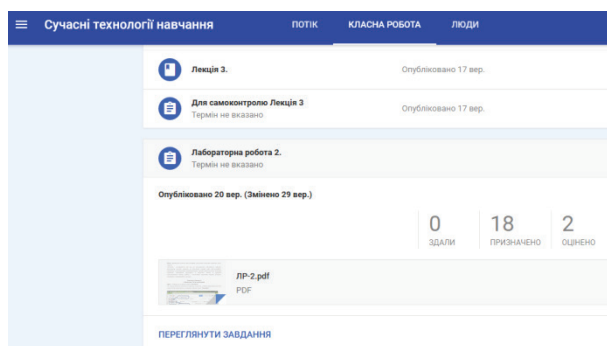 Сучасні технології навчання
ПОТІК КЛАСНА РОБОТА ЛЮДИ
Лекція 3. Опубліковано 17 вер.
Для самоконтролю Лекція 3 Опубліковано 17 вер.
Термін не вказано
Лабораторна робота 2.
Термін не вказано
Опубліковано 20 вер. (Змінено 29 вер.)
0 18 2
ЗДАЛИ ПРИЗНАЧЕНО ОЦІНЕНО
ЛР-2.pdf
PDF
ПЕРЕГЛЯНУТИ ЗАВДАННЯ